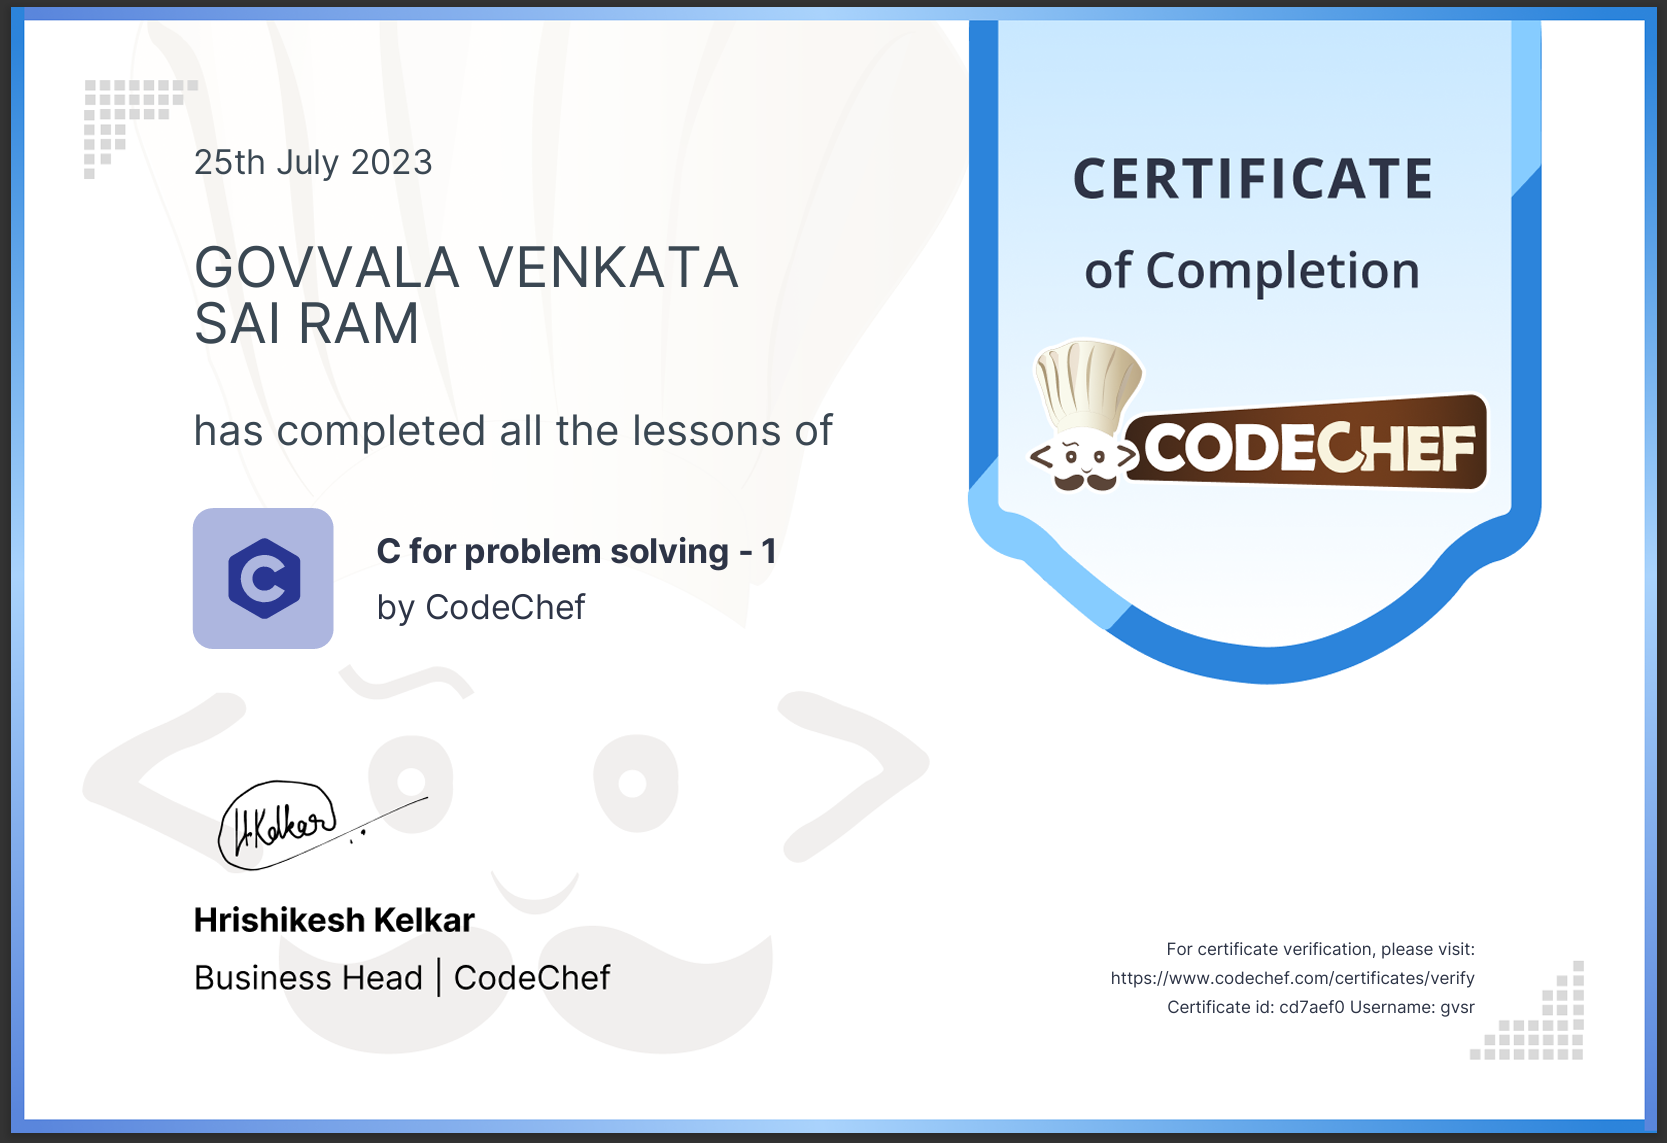 25th July 2023
GOVVALA VENKATA
SAI RAM
has completed all the lessons of
C for problem solving - 1
by CodeChef
H.Kelkar
Hrishikesh Kelkar
Business Head | CodeChef
CERTIFICATE
of Completion
CODECHEF
For certificate verification, please visit:
https://www.codechef.com/certificates/verify
Certificate id: cd7aef0 Username: gvsr